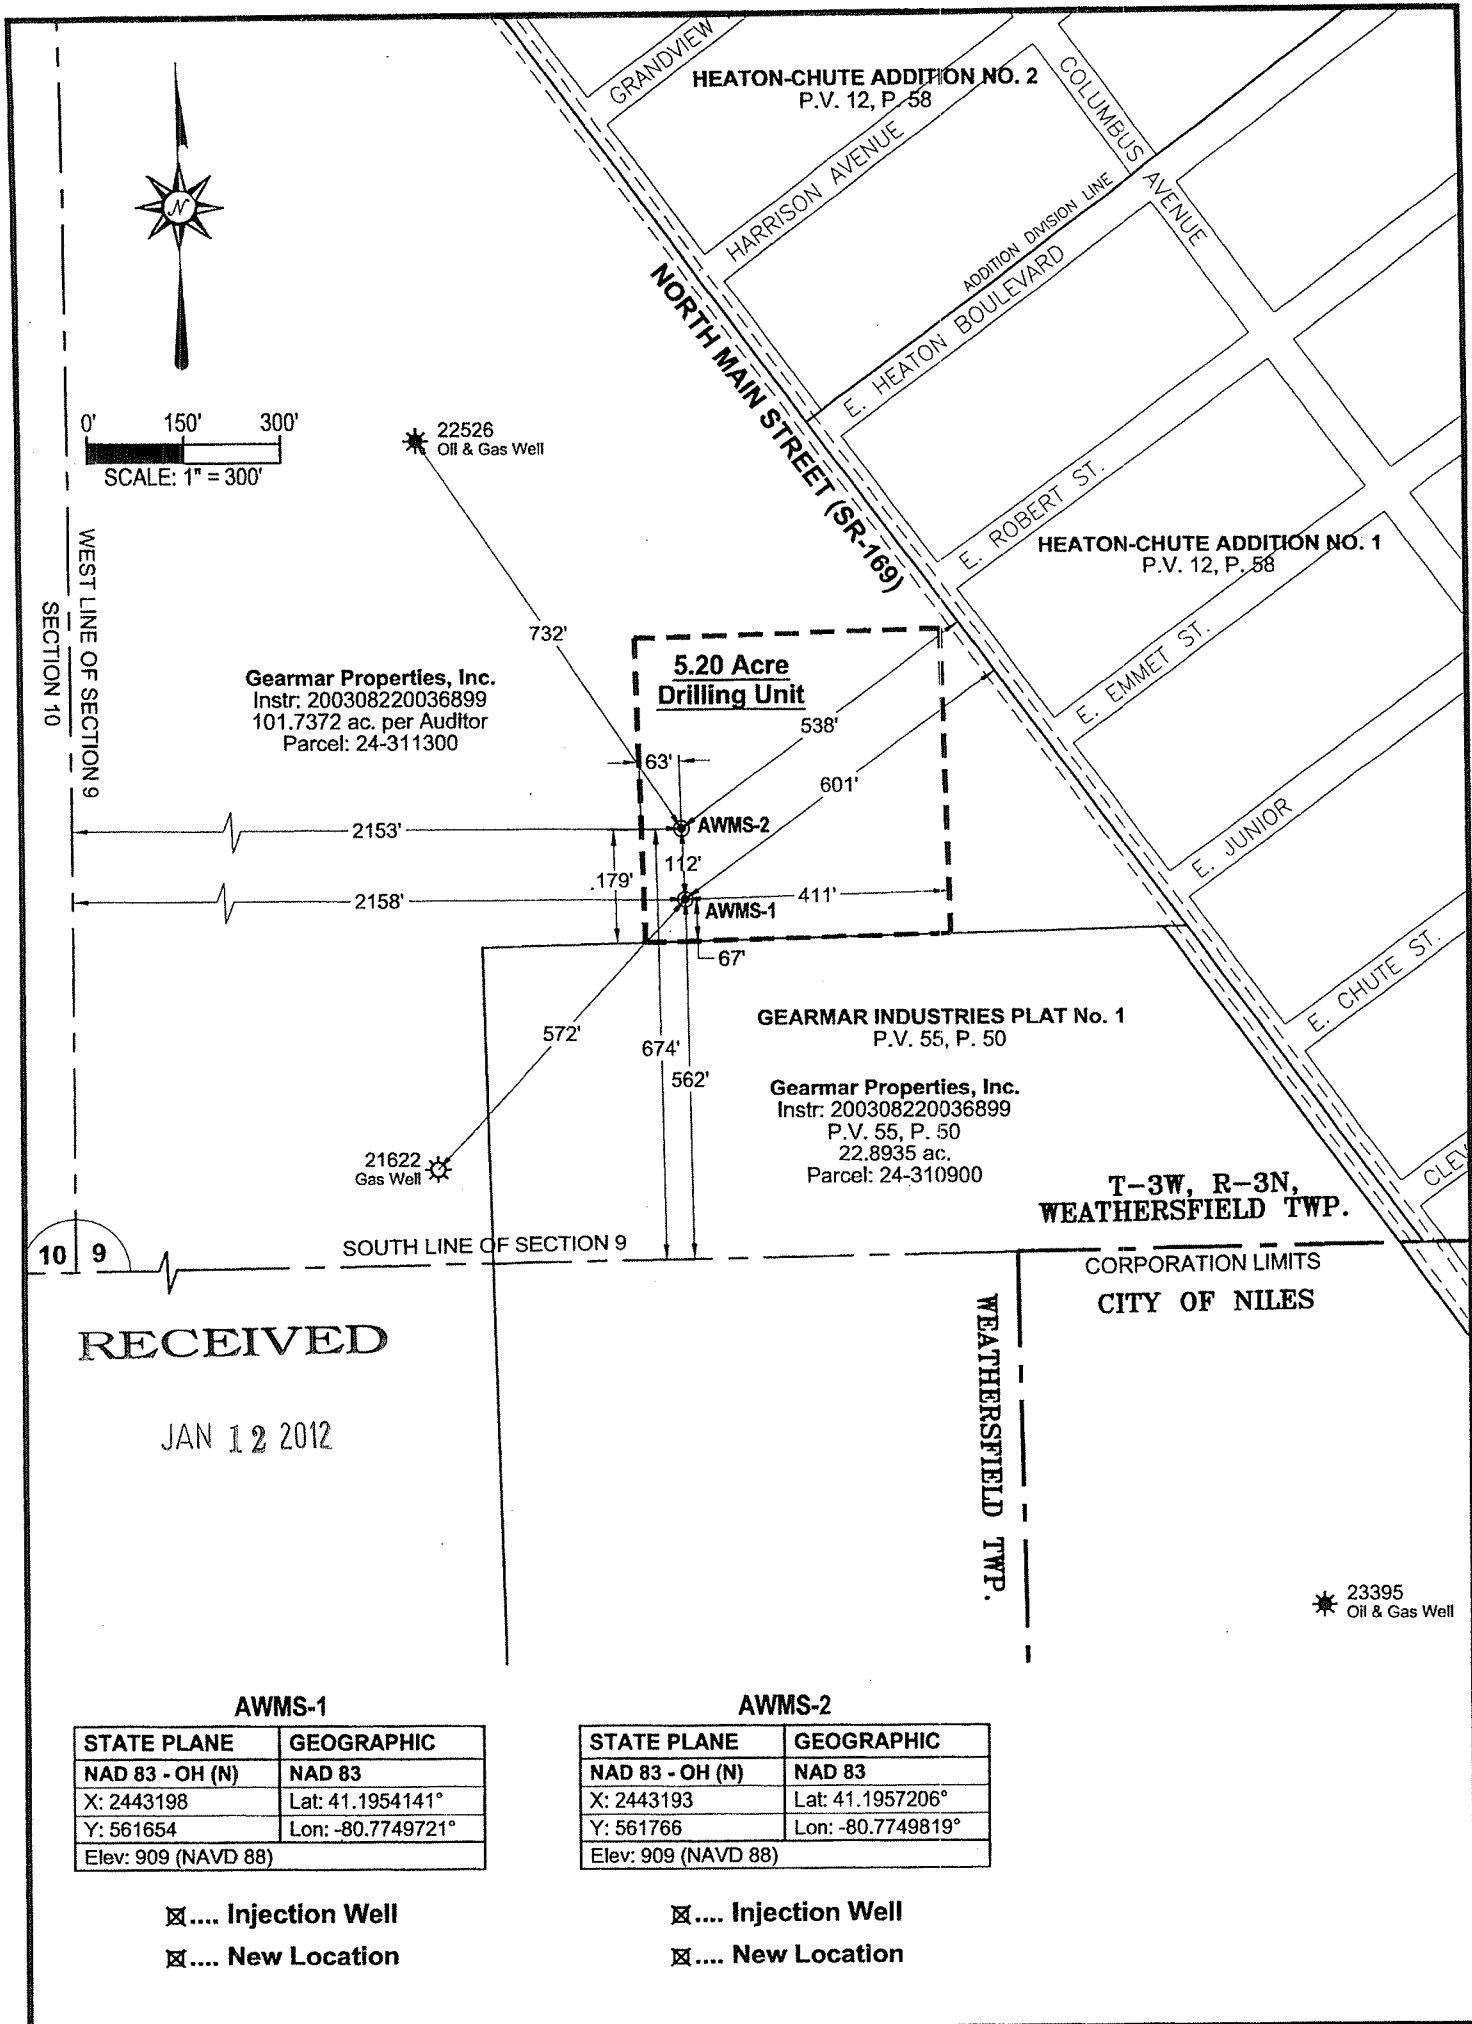 GRANDVIEW
HEATON-CHUTE ADDITION NO. 2
P.V. 12, P. 58
COLUMBUS AVENUE
HARRISON AVENUE
ADDITION DIVISION LINE
E. HEATON BOULEVARD
N
NORTH MAIN STREET (SR-169)
0' 150' 300'
SCALE: 1" = 300'
22526
Oil & Gas Well
E. ROBERT ST.
HEATON-CHUTE ADDITION NO. 1
P.V. 12, P. 58
WEST LINE OF SECTION 9
SECTION 10
732'
E. EMMET ST.
Gearmar Properties, Inc.
Instr: 200308220036899
101.7372 ac. per Auditor
Parcel: 24-311300
5.20 Acre
Drilling Unit
538'
63'
601'
2153'
AWMS-2
112'
179'
E. JUNIOR
2158'
411'
AWMS-1
67'
E. CHUTE ST.
GEARMAR INDUSTRIES PLAT No. 1
P.V. 55, P. 50
572'
674'
562'
Gearmar Properties, Inc.
Instr: 200308220036899
P.V. 55, P. 50
22.8935 ac.
Parcel: 24-310900
21622
Gas Well
CLEV
T-3W, R-3N,
WEATHERSFIELD TWP.
10 9
SOUTH LINE OF SECTION 9
CORPORATION LIMITS
CITY OF NILES
WEATHERSFIELD TWP.
RECEIVED
JAN 12 2012
23395
Oil & Gas Well
AWMS-1
STATE PLANE GEOGRAPHIC
NAD 83 - OH (N) NAD 83
X: 2443198 Lat: 41.1954141°
Y: 561654 Lon: -80.7749721°
Elev: 909 (NAVD 88)
.... Injection Well
.... New Location
AWMS-2
STATE PLANE GEOGRAPHIC
NAD 83 - OH (N) NAD 83
X: 2443193 Lat: 41.1957206°
Y: 561766 Lon: -80.7749819°
Elev: 909 (NAVD 88)
.... Injection Well
.... New Location